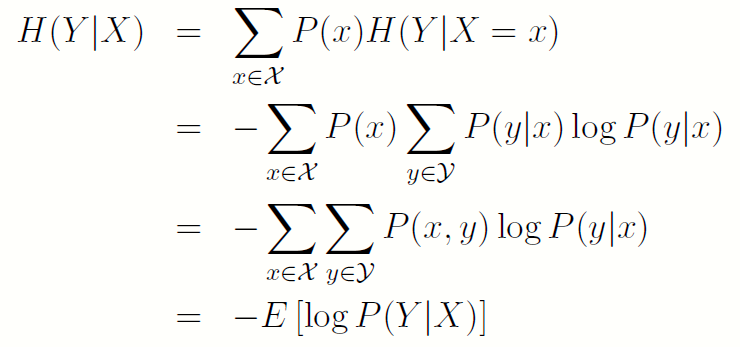 H(Y|X) = ∑_{x∈𝒳} P(x)H(Y|X = x)
= −∑_{x∈𝒳} P(x) ∑_{y∈𝒴} P(y|x) log P(y|x)
= −∑_{x∈𝒳} ∑_{y∈𝒴} P(x, y) log P(y|x)
= −E [log P(Y|X)]